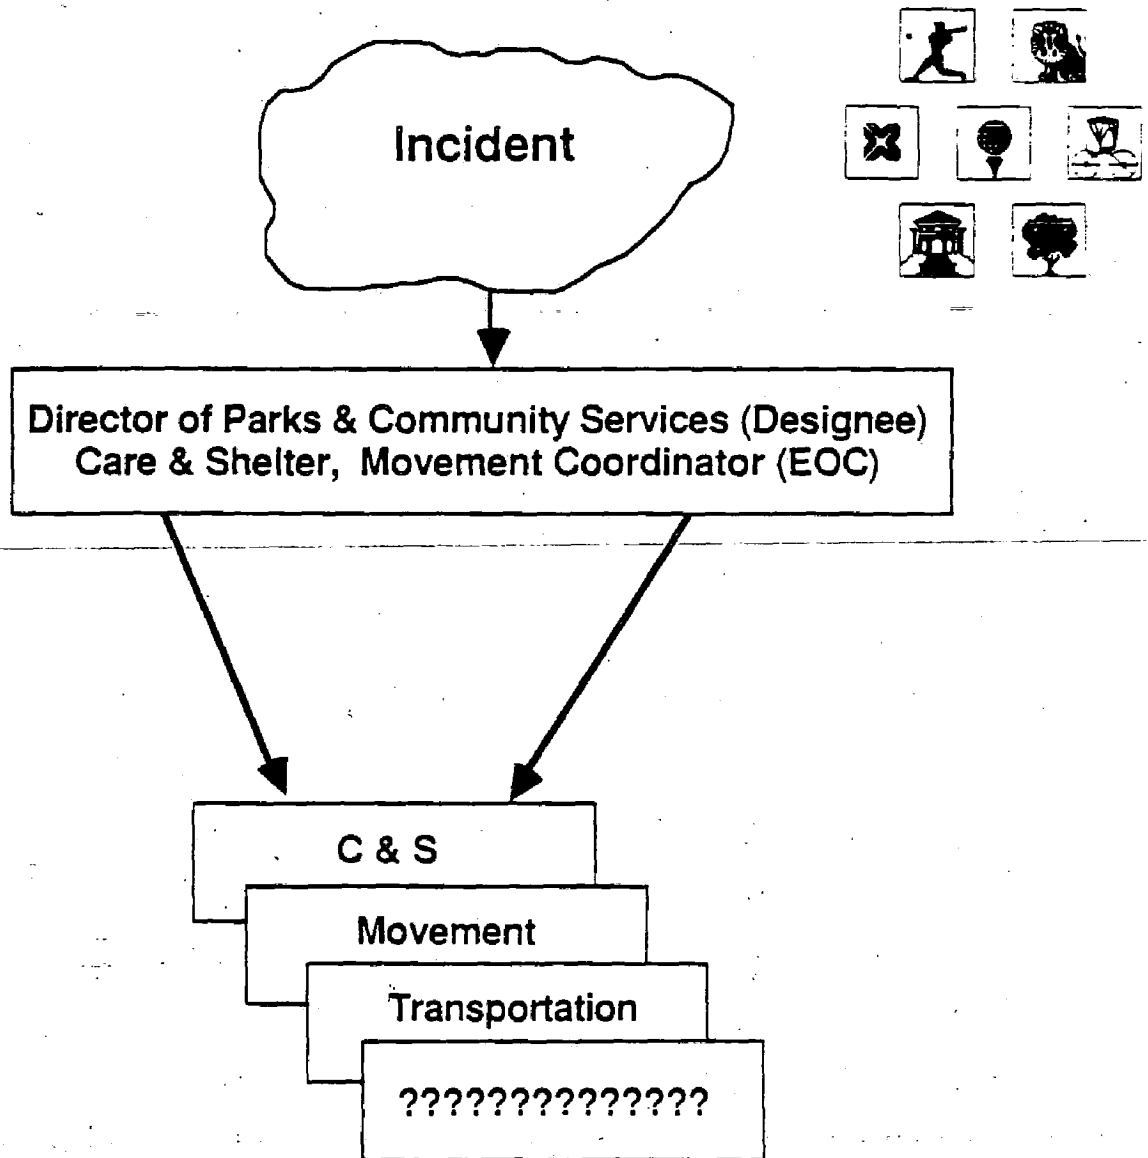 Incident
Director of Parks & Community Services (Designee)
Care & Shelter, Movement Coordinator (EOC)
C & S
Movement
Transportation
??????????????